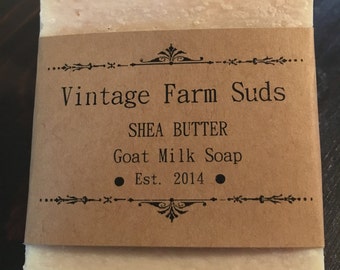 Vintage Farm Suds
SHEA BUTTER
Goat Milk Soap
● Est. 2014 ●